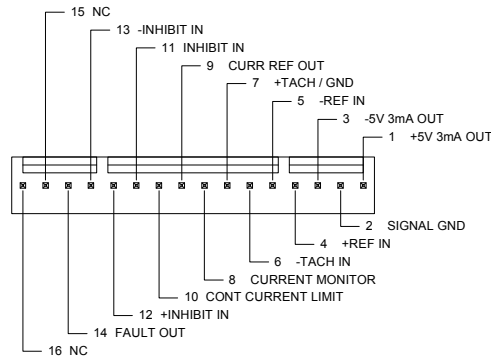 15 NC
13 -INHIBIT IN
11 INHIBIT IN
9 CURR REF OUT
7 +TACH / GND
5 -REF IN
3 -5V 3mA OUT
1 +5V 3mA OUT
2 SIGNAL GND
4 +REF IN
6 -TACH IN
8 CURRENT MONITOR
10 CONT CURRENT LIMIT
12 +INHIBIT IN
14 FAULT OUT
16 NC